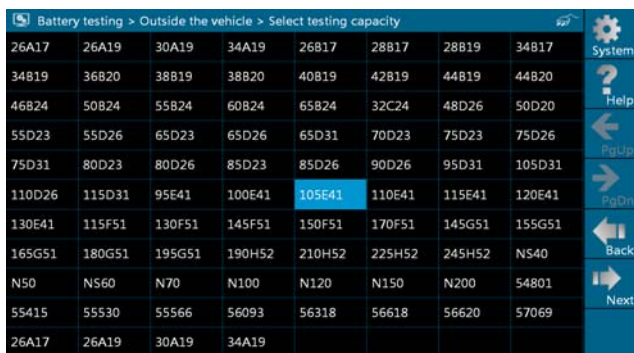 Battery testing > Outside the vehicle > Select testing capacity
26A17 26A19 30A19 34A19 26B17 28B17 28B19 34B17
34B19 36B20 38B19 38B20 40B19 42B19 44B19 44B20
46B24 50B24 55B24 60B24 65B24 32C24 48D26 50D20
55D23 55D26 65D23 65D26 65D31 70D23 75D23 75D26
75D31 80D23 80D26 85D23 85D26 90D26 95D31 105D31
110D26 115D31 95E41 100E41 105E41 110E41 115E41 120E41
130E41 115F51 130F51 145F51 150F51 170F51 145G51 155G51
165G51 180G51 195G51 190H52 210H52 225H52 245H52 NS40
N50 NS60 N70 N100 N120 N150 N200 54801
55415 55530 55566 56093 56318 56618 56620 57069
26A17 26A19 30A19 34A19
System
Help
PgUp
PgDn
Back
Next